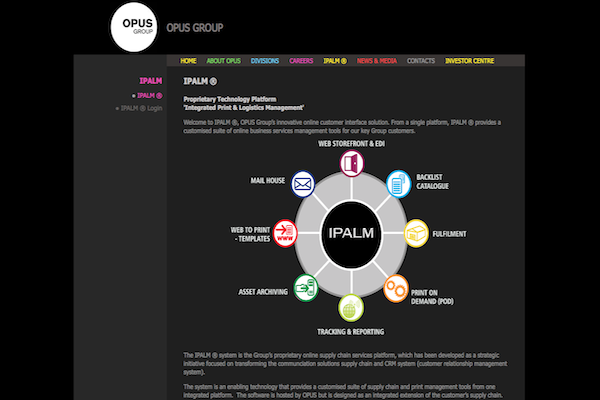 OPUS
GROUP
OPUS GROUP
HOME ABOUT OPUS DIVISIONS CAREERS IPALM ® NEWS & MEDIA CONTACTS INVESTOR CENTRE
IPALM
IPALM ®
IPALM ® Login
IPALM ®
Proprietary Technology Platform
'Integrated Print & Logistics Management'
Welcome to IPALM ®, OPUS Group's innovative online customer interface solution. From a single platform, IPALM ® provides a
customised suite of online business services management tools for our key Group customers.
WEB STOREFRONT & EDI
MAIL HOUSE
BACKLIST
CATALOGUE
WEB TO PRINT
- TEMPLATES
WWW
IPALM
FULFILMENT
ASSET ARCHIVING
PRINT ON
DEMAND (POD)
TRACKING & REPORTING
The IPALM ® system is the Group's proprietary online supply chain services platform, which has been developed as a strategic
initiative focused on transforming the communciation solutions supply chain and CRM system (customer relationship management
system).
The system is an enabling technology that provides a customised suite of supply chain and print management tools from one
integrated platform. The software is hosted by OPUS but is designed as an integrated extension of the customer's supply chain.